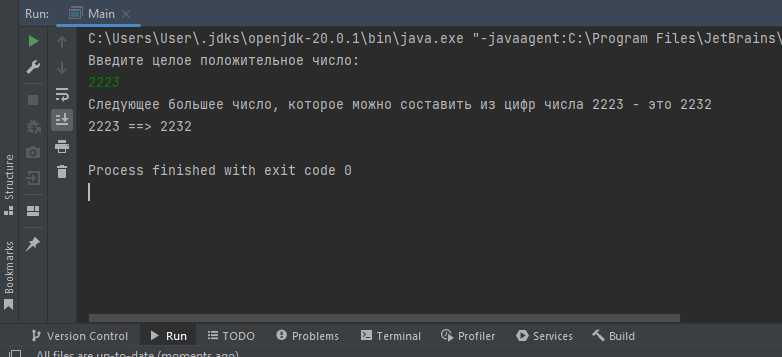 Run: Main
C:\Users\User\.jdks\openjdk-20.0.1\bin\java.exe "-javaagent:C:\Program Files\JetBrains\
Введите целое положительное число:
2223
Следующее большее число, которое можно составить из цифр числа 2223 - это 2232
2223 ==> 2232
Process finished with exit code 0
Structure
Bookmarks
Version Control Run TODO Problems Terminal Profiler Services Build
All files are up-to-date (moments ago)